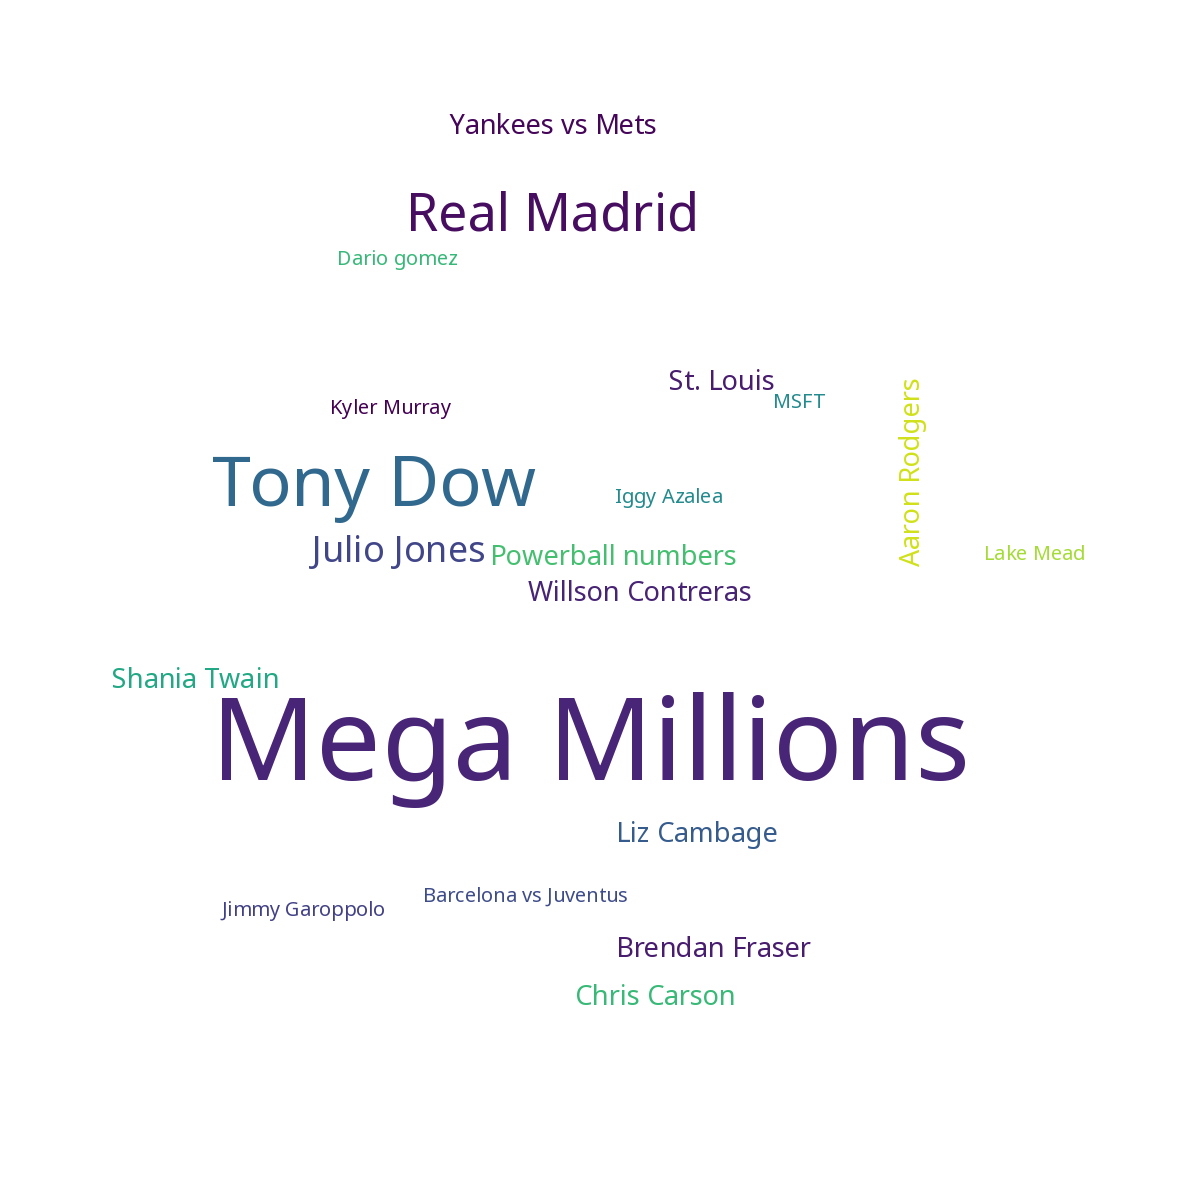 Yankees vs Mets
Real Madrid
Dario gomez
St. Louis
MSFT
Kyler Murray
Aaron Rodgers
Tony Dow
Iggy Azalea
Julio Jones
Powerball numbers
Lake Mead
Willson Contreras
Shania Twain
Mega Millions
Liz Cambage
Barcelona vs Juventus
Jimmy Garoppolo
Brendan Fraser
Chris Carson